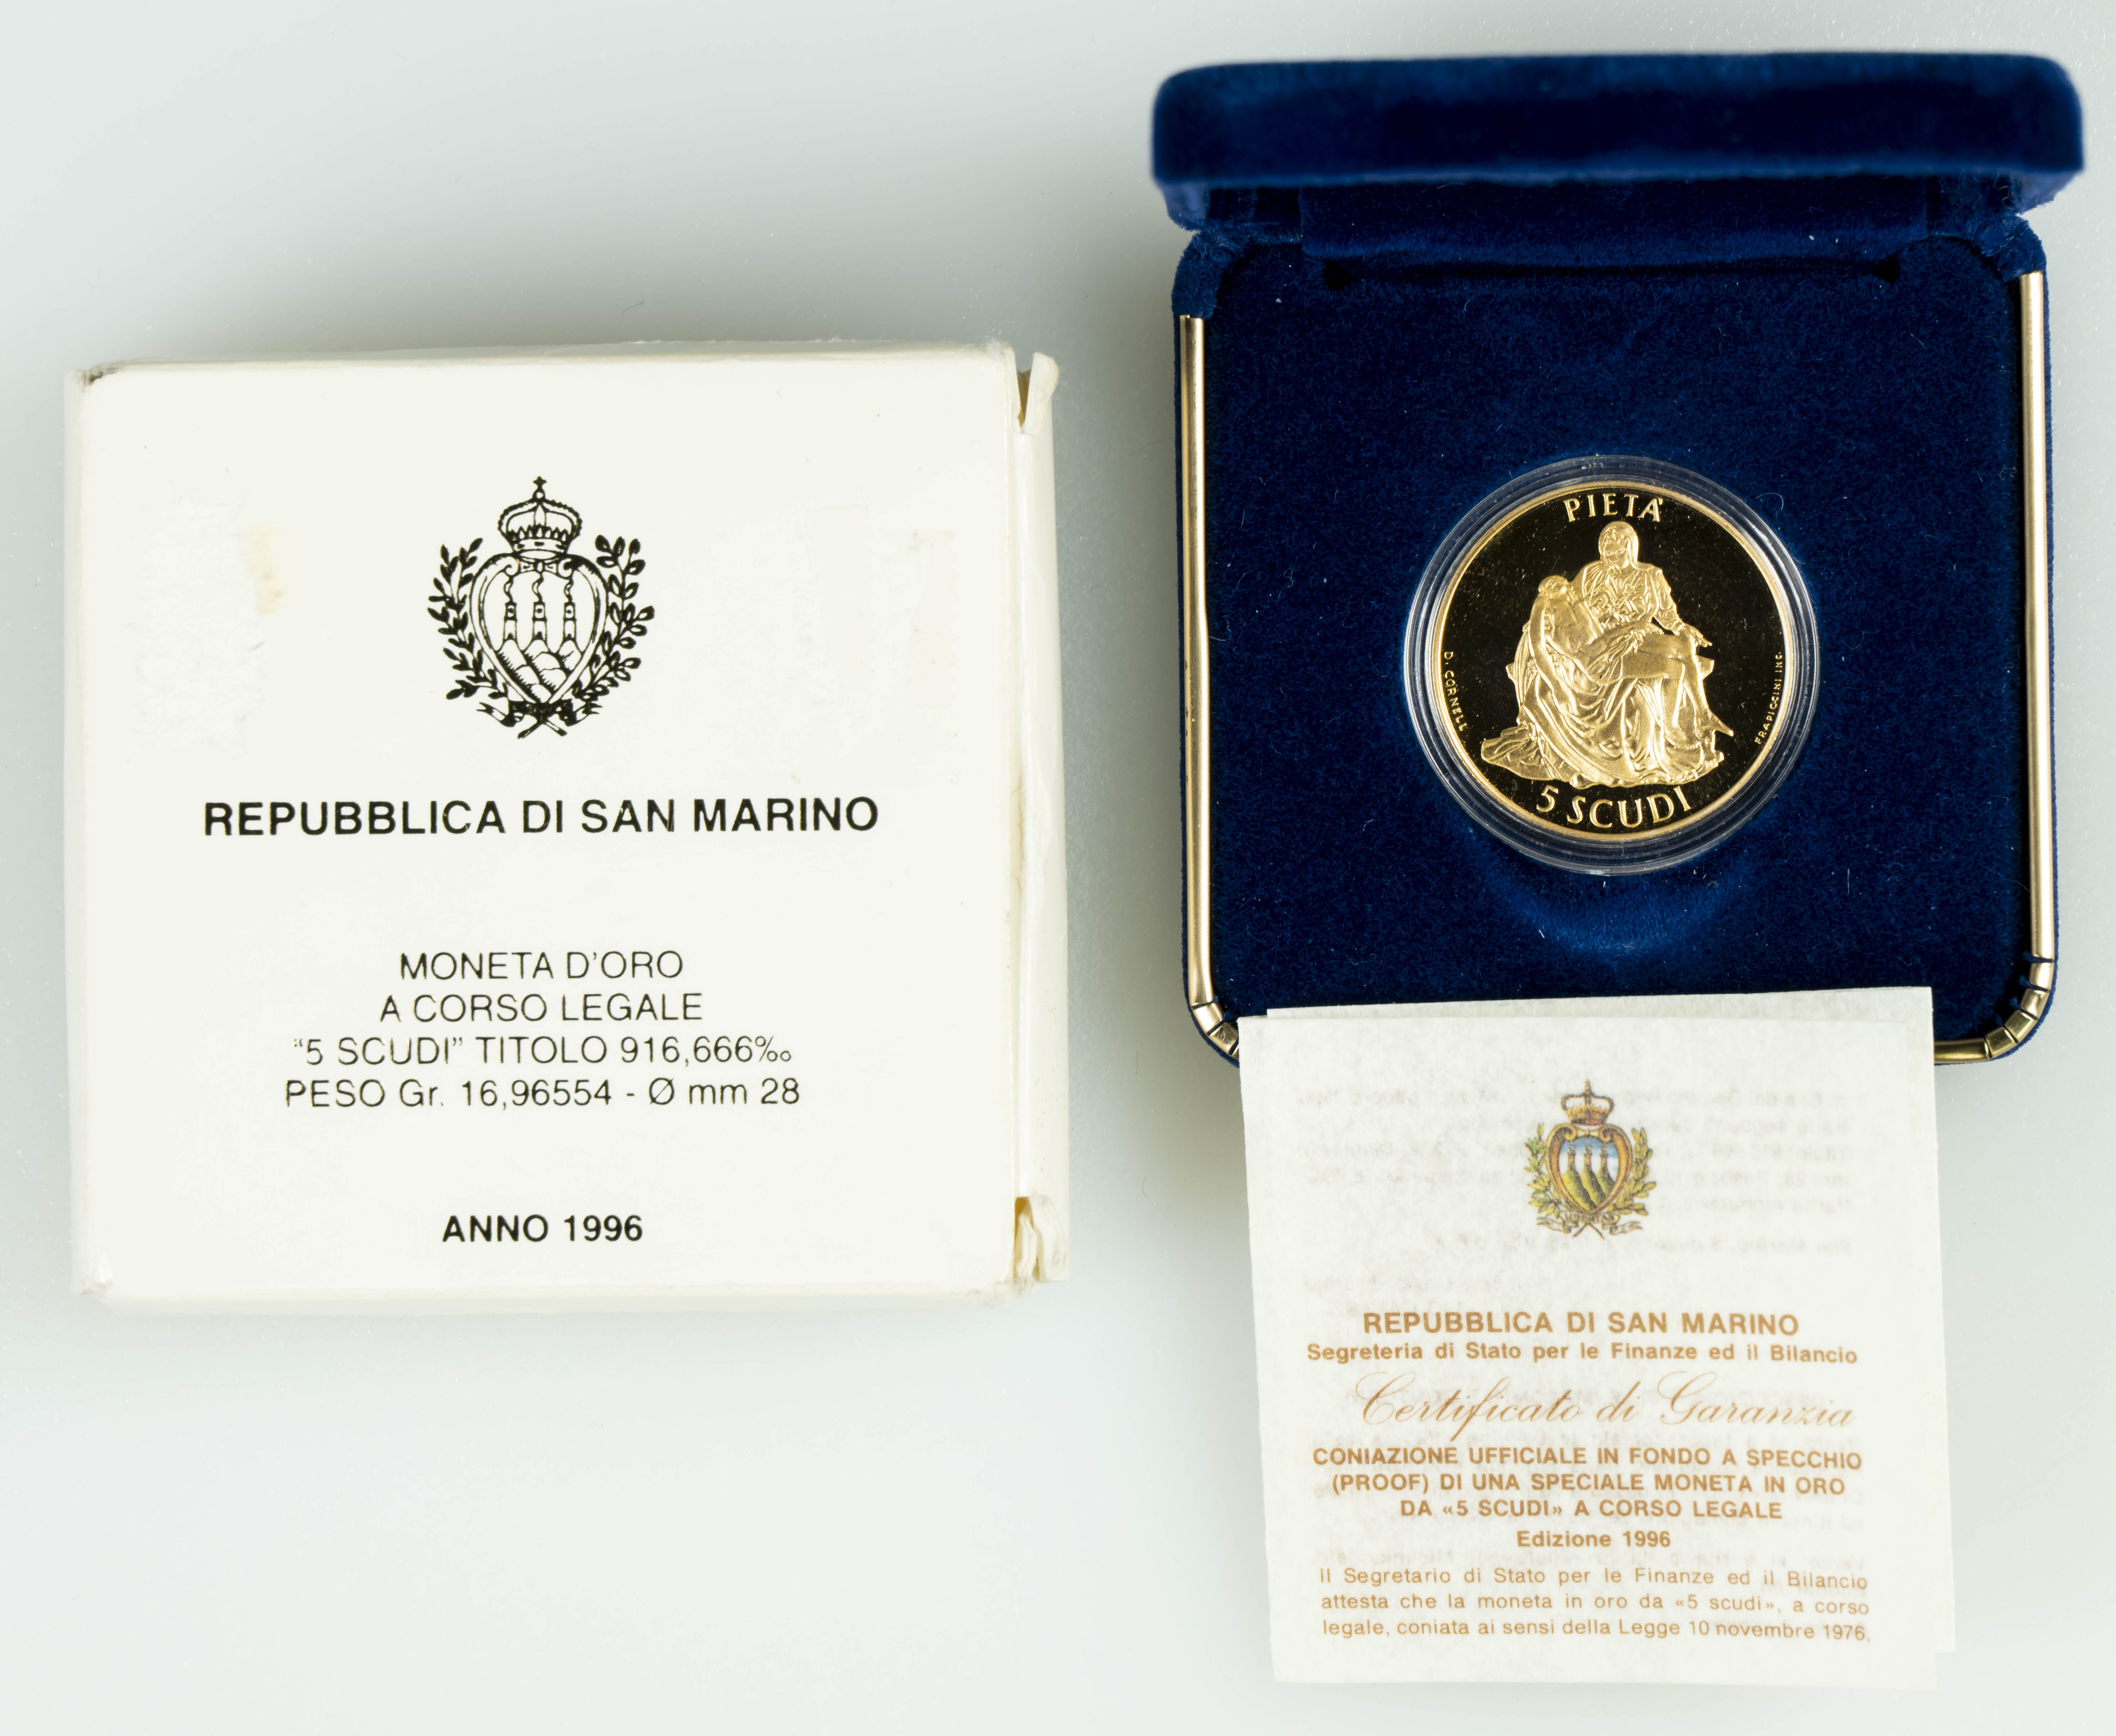 REPUBBLICA DI SAN MARINO
MONETA D'ORO
A CORSO LEGALE
“5 SCUDI” TITOLO 916,666‰
PESO Gr. 16,96554 - Ø mm 28
ANNO 1996
PIETA'
D. CORNELL
FRAPICCINI INC.
5 SCUDI
REPUBBLICA DI SAN MARINO
Segreteria di Stato per le Finanze ed il Bilancio
Certificato di Garanzia
CONIAZIONE UFFICIALE IN FONDO A SPECCHIO
(PROOF) DI UNA SPECIALE MONETA IN ORO
DA «5 SCUDI» A CORSO LEGALE
Edizione 1996
Il Segretario di Stato per le Finanze ed il Bilancio
attesta che la moneta in oro da «5 scudi», a corso
legale, coniata ai sensi della Legge 10 novembre 1976,